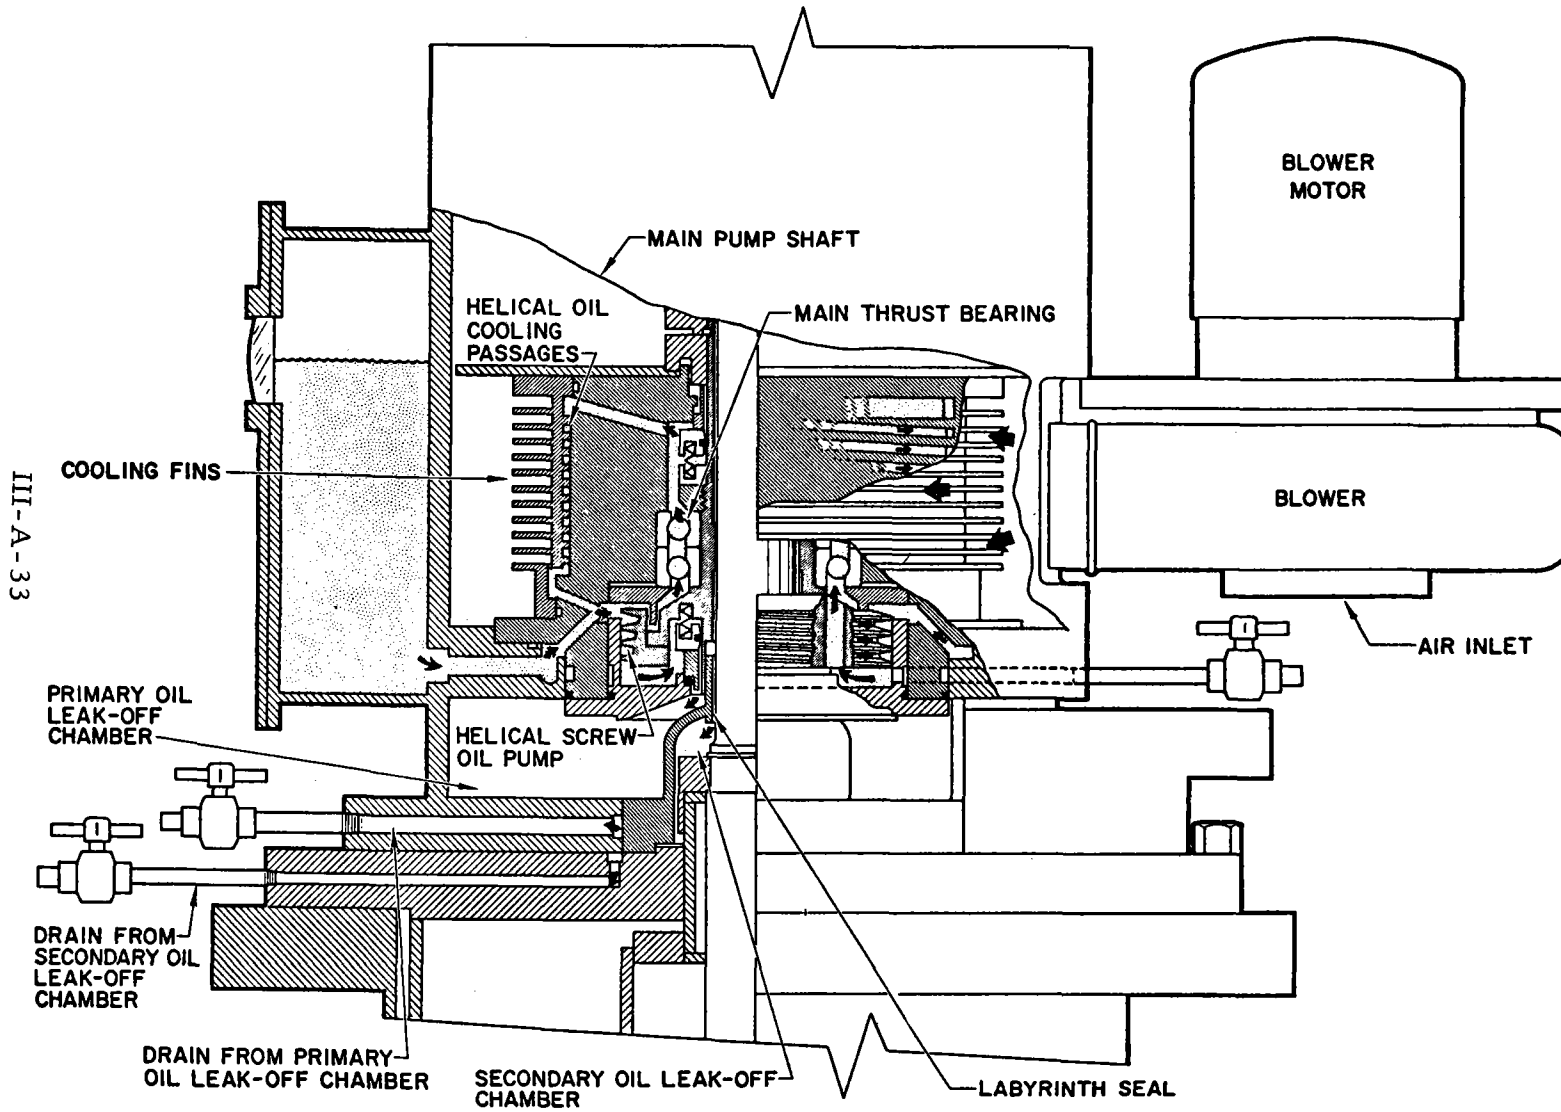 BLOWER
MOTOR
MAIN PUMP SHAFT
HELICAL OIL
COOLING
PASSAGES
MAIN THRUST BEARING
COOLING FINS
BLOWER
III-A-33
AIR INLET
PRIMARY OIL
LEAK-OFF
CHAMBER
HELICAL SCREW
OIL PUMP
DRAIN FROM
SECONDARY OIL
LEAK-OFF
CHAMBER
DRAIN FROM PRIMARY
OIL LEAK-OFF CHAMBER
SECONDARY OIL LEAK-OFF
CHAMBER
LABYRINTH SEAL